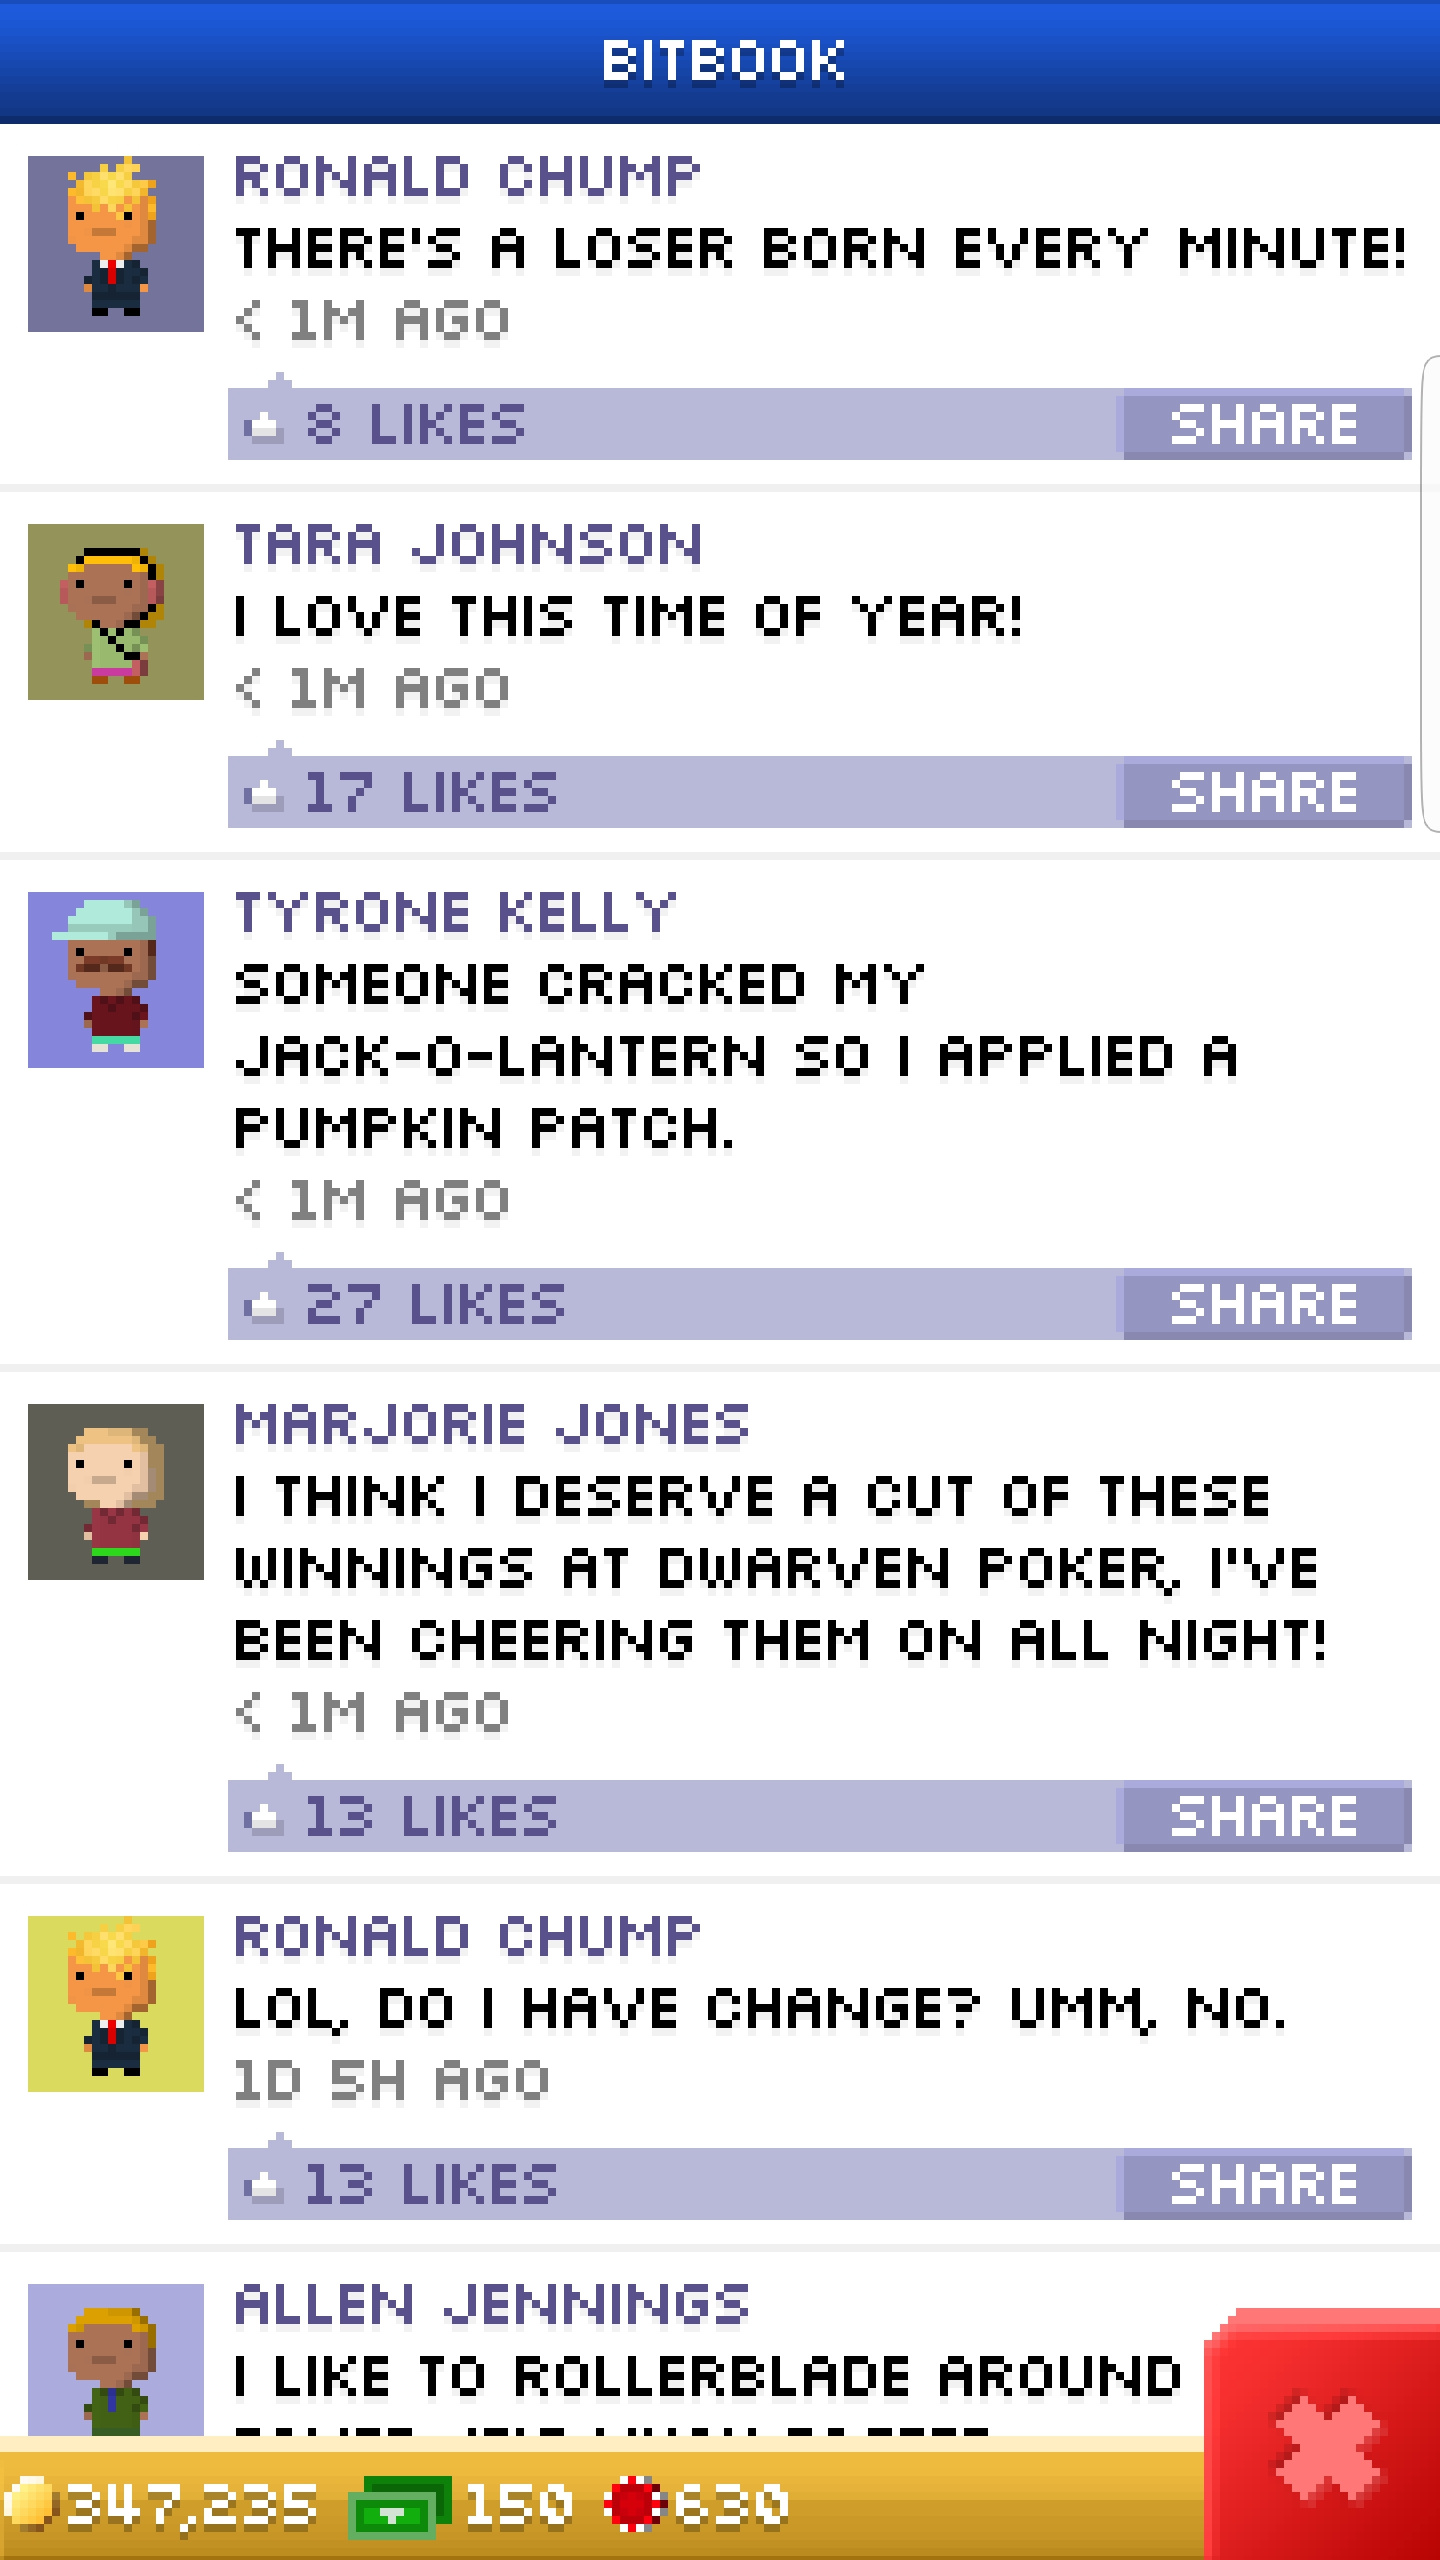 BITBOOK
RONALD CHUMP
THERE'S A LOSER BORN EVERY MINUTE!
< 1M AGO
8 LIKES
SHARE
TARA JOHNSON
I LOVE THIS TIME OF YEAR!
< 1M AGO
17 LIKES
SHARE
TYRONE KELLY
SOMEONE CRACKED MY
JACK-O-LANTERN SO I APPLIED A
PUMPKIN PATCH.
< 1M AGO
27 LIKES
SHARE
MARJORIE JONES
I THINK I DESERVE A CUT OF THESE
WINNINGS AT DWARVEN POKER, I'VE
BEEN CHEERING THEM ON ALL NIGHT!
< 1M AGO
13 LIKES
SHARE
RONALD CHUMP
LOL, DO I HAVE CHANGE? UMM, NO.
1D 5H AGO
13 LIKES
SHARE
ALLEN JENNINGS
I LIKE TO ROLLERBLADE AROUND
347,235
150
630